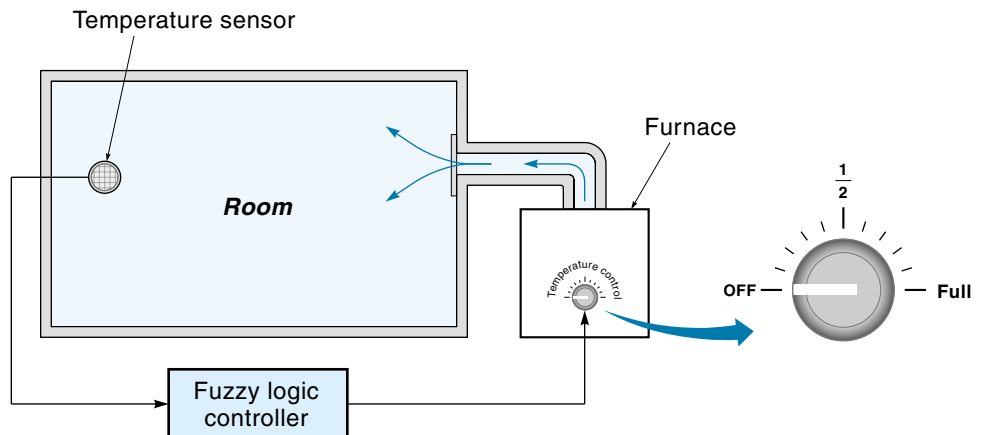 Temperature sensor
Furnace
Room
Temperature control
1
2
OFF
Full
Fuzzy logic
controller